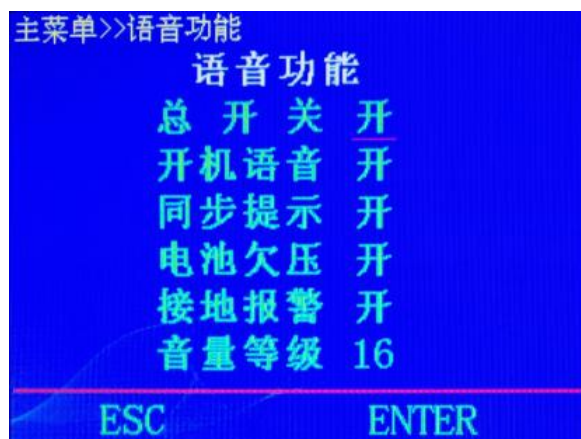 主菜单>>语音功能
语音功能
总开关 开
开机语音 开
同步提示 开
电池欠压 开
接地报警 开
音量等级 16
ESC ENTER